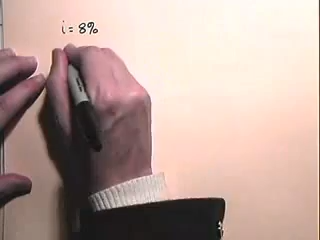 i = 8%